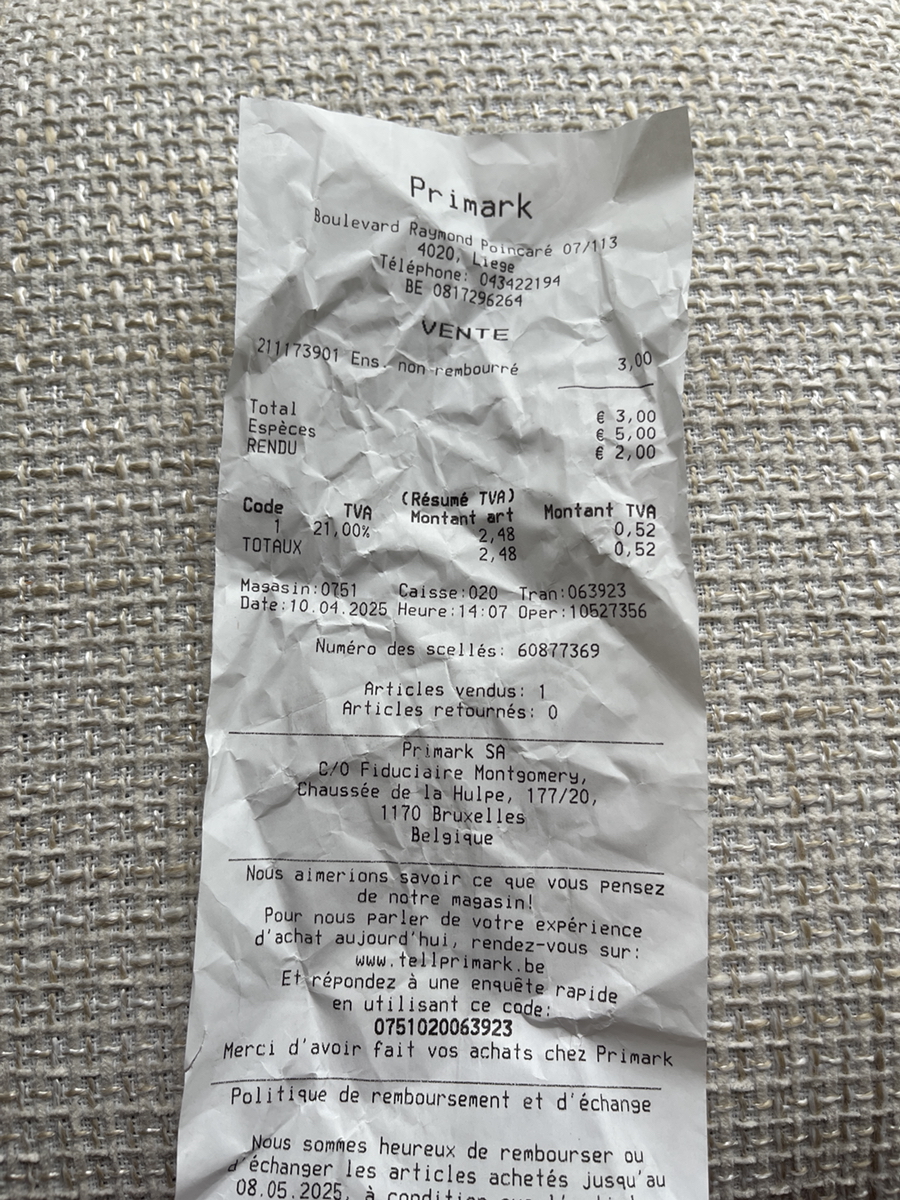 Primark
Boulevard Raymond Poincaré 07/113
4020, Liege
Téléphone: 043422194
BE 0817296264
VENTE
211173901 Ens. non-rembourré 3,00
Total € 3,00
Espèces € 5,00
RENDU € 2,00
(Résumé TVA)
Code TVA Montant art Montant TVA
1 21,00% 2,48 0,52
TOTAUX 2,48 0,52
Magasin:0751 Caisse:020 Tran:063923
Date:10.04.2025 Heure:14:07 Oper:10527356
Numéro des scellés: 60877369
Articles vendus: 1
Articles retournés: 0
Primark SA
C/O Fiduciaire Montgomery,
Chaussée de la Hulpe, 177/20,
1170 Bruxelles
Belgique
Nous aimerions savoir ce que vous pensez
de notre magasin!
Pour nous parler de votre expérience
d'achat aujourd'hui, rendez-vous sur:
www.tellprimark.be
Et répondez à une enquête rapide
en utilisant ce code:
0751020063923
Merci d'avoir fait vos achats chez Primark
Politique de remboursement et d'échange
Nous sommes heureux de rembourser ou
d'échanger les articles achetés jusqu'au
08.05.2025, à condition que